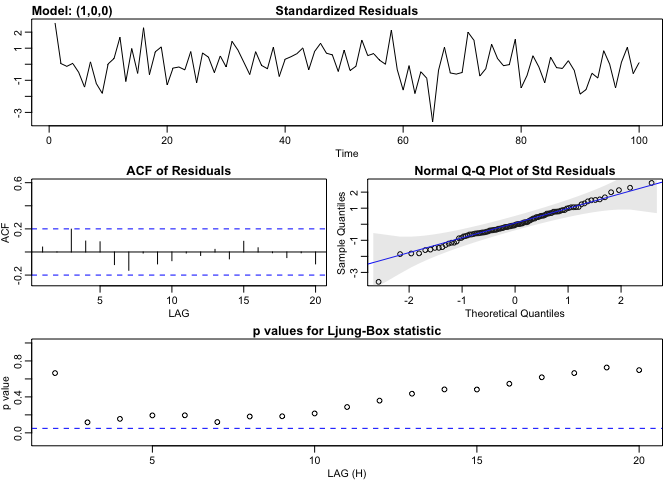 Model: (1,0,0) Standardized Residuals
2
1
-1
-3
0 20 40 60 80 100
Time
ACF of Residuals
ACF
0.6
0.2
-0.2
5 10 15 20
LAG
Normal Q-Q Plot of Std Residuals
Sample Quantiles
2
1
-1
-3
-2 -1 0 1 2
Theoretical Quantiles
p values for Ljung-Box statistic
p value
0.8
0.4
0.0
5 10 15 20
LAG (H)